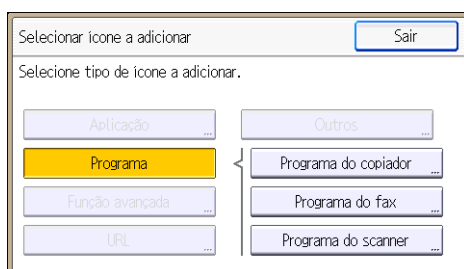 Selecionar ícone a adicionar
Sair
Selecione tipo de ícone a adicionar.
Aplicação ...
Outros ...
Programa
Programa do copiador ...
Função avançada ...
Programa do fax ...
URL ...
Programa do scanner ...